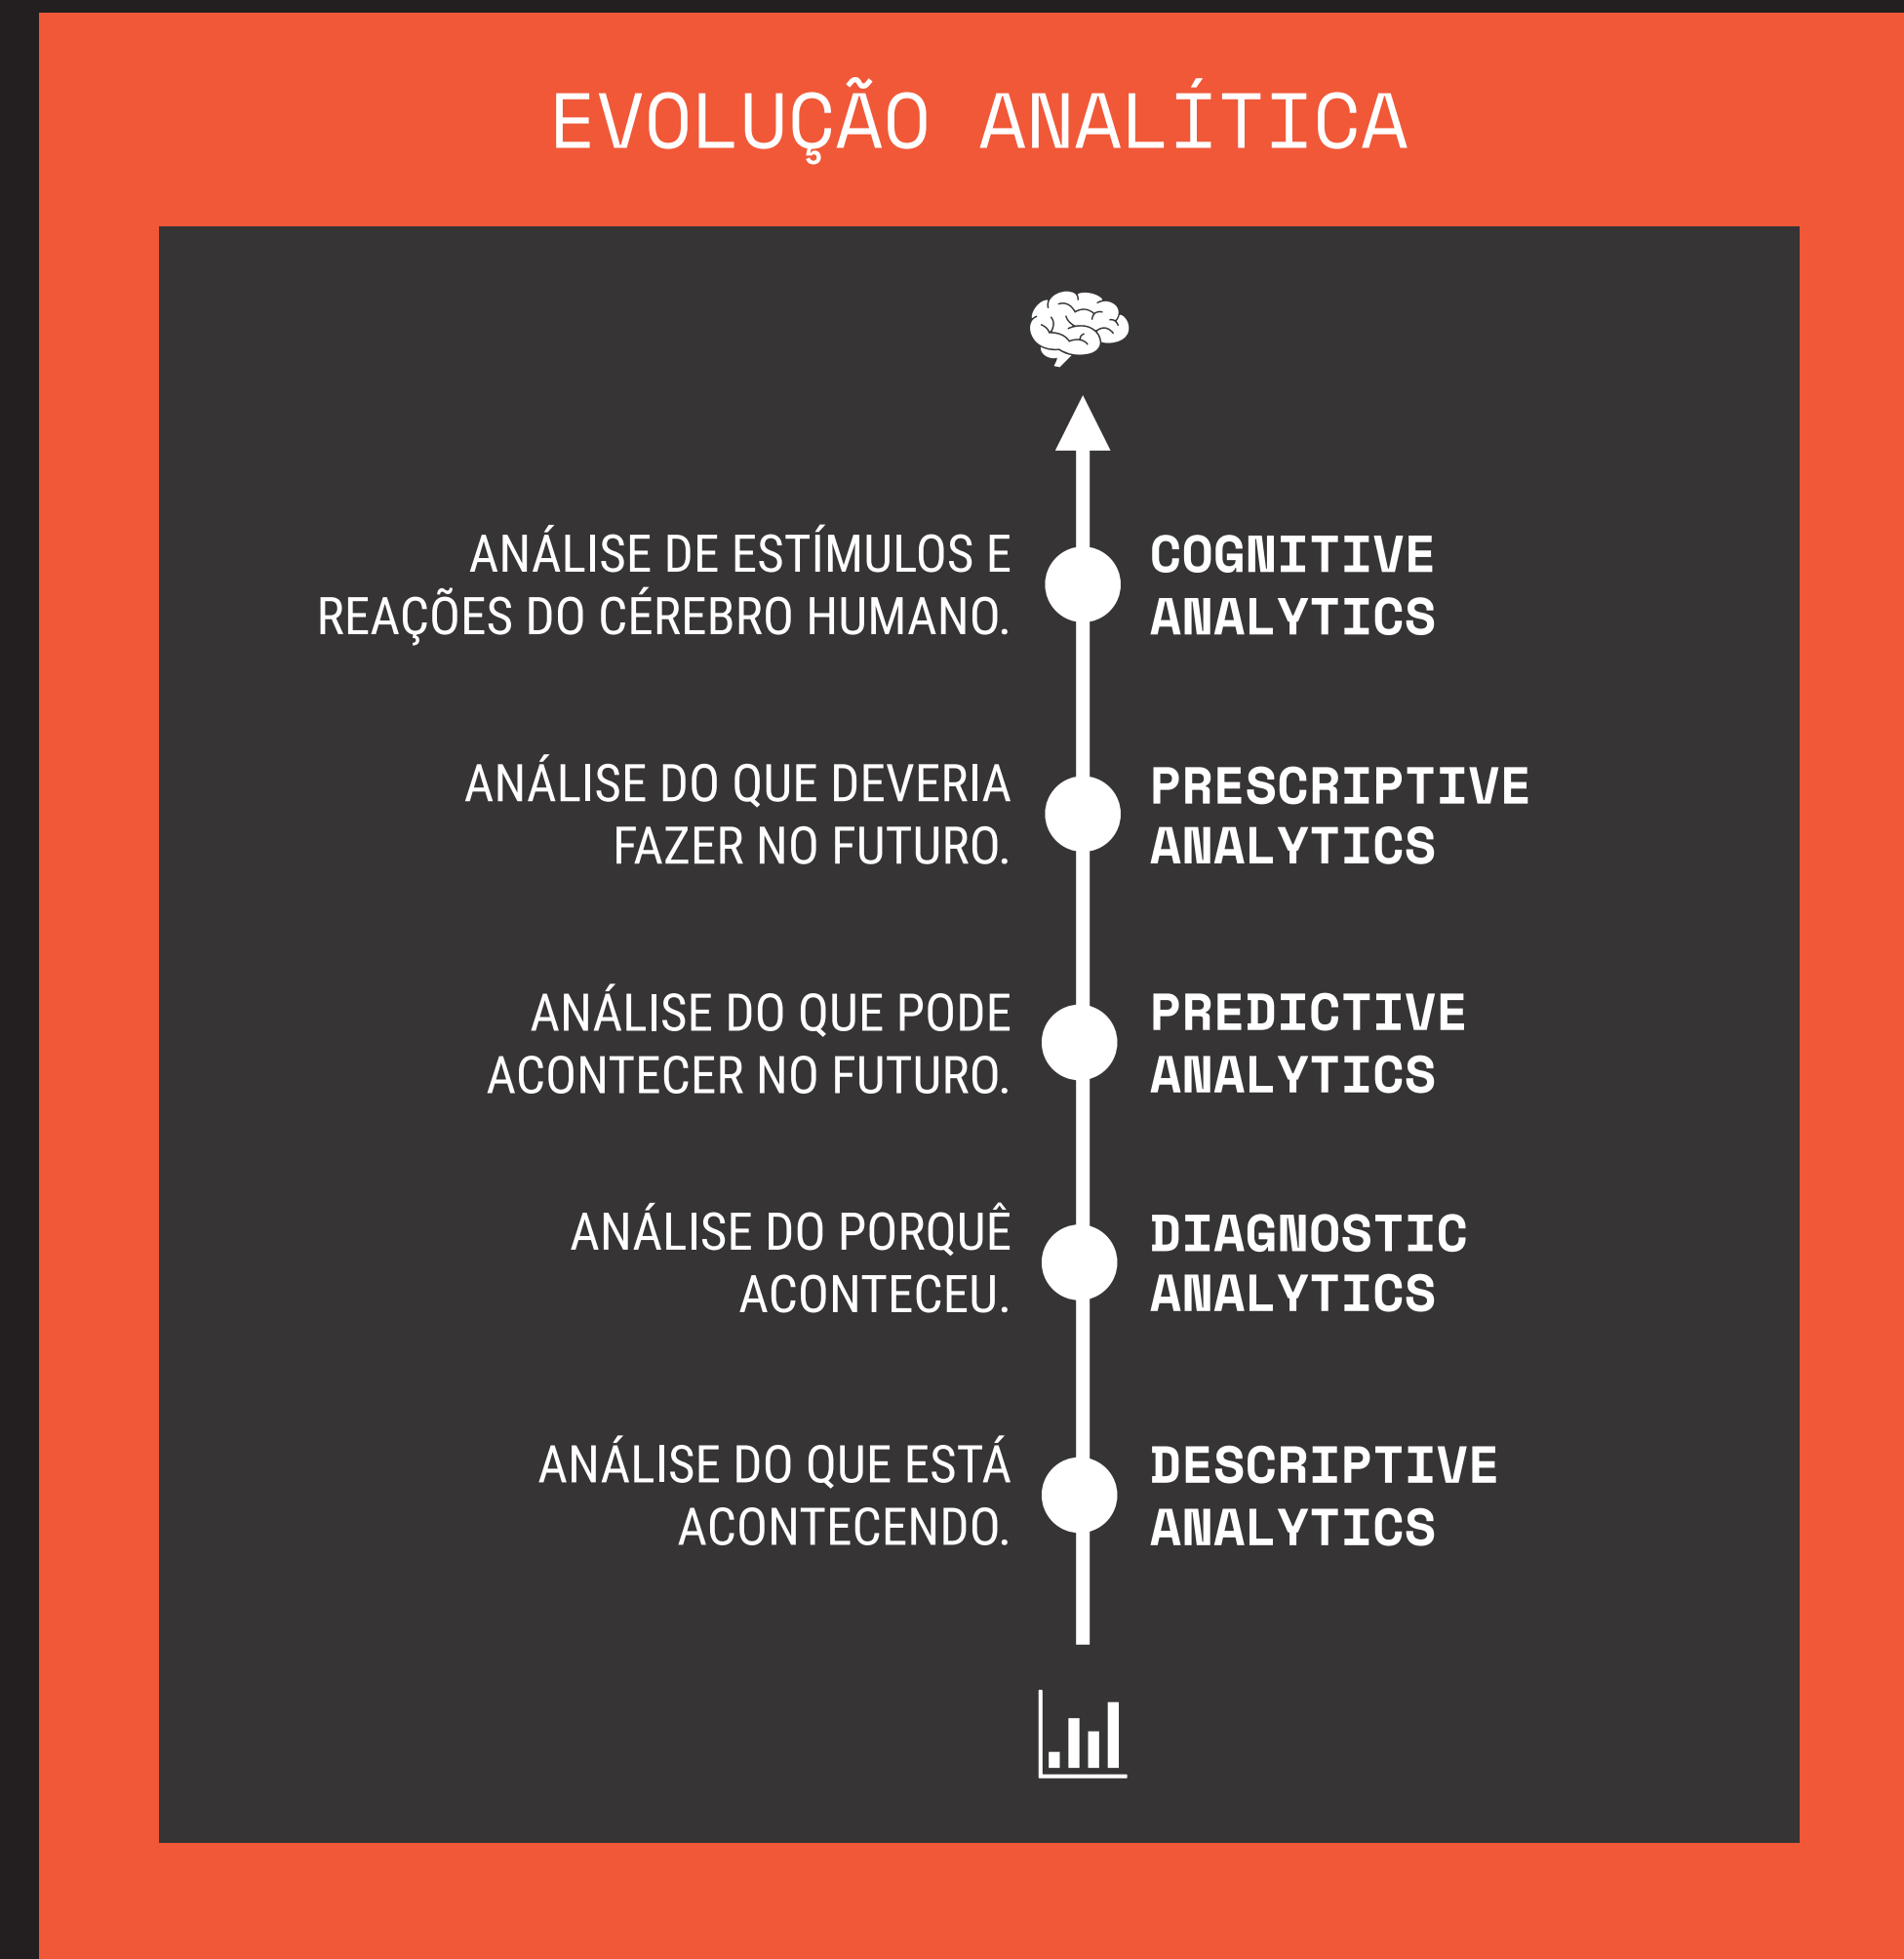 EVOLUÇÃO ANALÍTICA
ANÁLISE DE ESTÍMULOS E
REAÇÕES DO CÉREBRO HUMANO.
COGNITIVE
ANALYTICS
ANÁLISE DO QUE DEVERIA
FAZER NO FUTURO.
PRESCRIPTIVE
ANALYTICS
ANÁLISE DO QUE PODE
ACONTECER NO FUTURO.
PREDICTIVE
ANALYTICS
ANÁLISE DO PORQUÊ
ACONTECEU.
DIAGNOSTIC
ANALYTICS
ANÁLISE DO QUE ESTÁ
ACONTECENDO.
DESCRIPTIVE
ANALYTICS